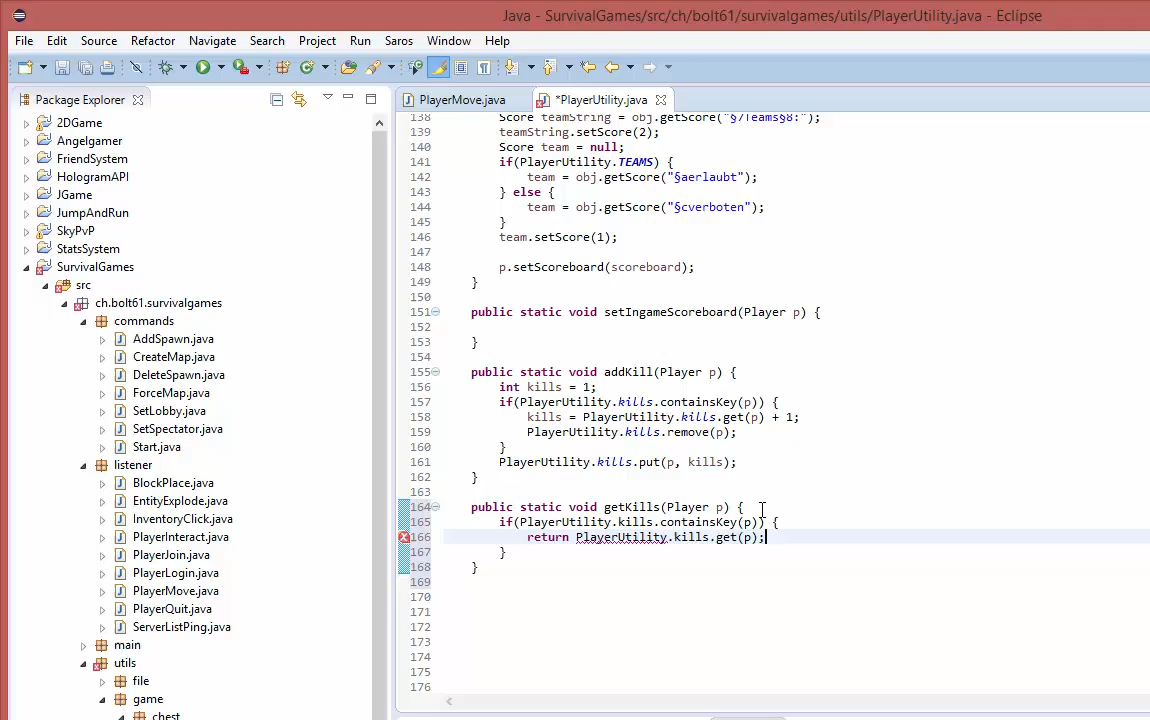 Java - SurvivalGames/src/ch/bolt61/survivalgames/utils/PlayerUtility.java - Eclipse
File Edit Source Refactor Navigate Search Project Run Saros Window Help
Package Explorer
PlayerMove.java *PlayerUtility.java
2DGame
Angelgamer
FriendSystem
HologramAPI
JGame
JumpAndRun
SkyPvP
StatsSystem
SurvivalGames
src
ch.bolt61.survivalgames
commands
AddSpawn.java
CreateMap.java
DeleteSpawn.java
ForceMap.java
SetLobby.java
SetSpectator.java
Start.java
listener
BlockPlace.java
EntityExplode.java
InventoryClick.java
PlayerInteract.java
PlayerJoin.java
PlayerLogin.java
PlayerMove.java
PlayerQuit.java
ServerListPing.java
main
utils
file
game
chest
138 Score teamString = obj.getScore("§7Teams§8:");
139 teamString.setScore(2);
140 Score team = null;
141 if(PlayerUtility.TEAMS) {
142 team = obj.getScore("§aerlaubt");
143 } else {
144 team = obj.getScore("§cverboten");
145 }
146 team.setScore(1);
147
148 p.setScoreboard(scoreboard);
149 }
150
151 public static void setIngameScoreboard(Player p) {
152
153 }
154
155 public static void addKill(Player p) {
156 int kills = 1;
157 if(PlayerUtility.kills.containsKey(p)) {
158 kills = PlayerUtility.kills.get(p) + 1;
159 PlayerUtility.kills.remove(p);
160 }
161 PlayerUtility.kills.put(p, kills);
162 }
163
164 public static void getKills(Player p) {
165 if(PlayerUtility.kills.containsKey(p)) {
166 return PlayerUtility.kills.get(p);
167 }
168 }
169
170
171
172
173
174
175
176